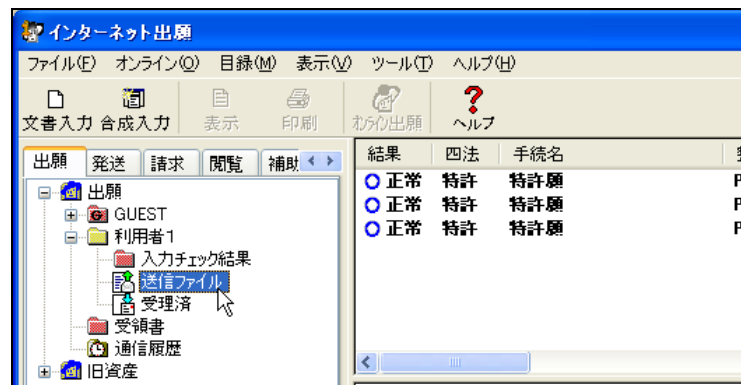 インターネット出願
ファイル(F) オンライン(O) 目録(M) 表示(V) ツール(T) ヘルプ(H)
文書入力 合成入力 表示 印刷 オンライン出願 ヘルプ
出願 発送 請求 閲覧 補助
結果 四法 手続名
出願
正常 特許 特許願 P
GUEST
正常 特許 特許願 P
利用者1
正常 特許 特許願 P
入力チェック結果
送信ファイル
受理済
受領書
通信履歴
旧資産